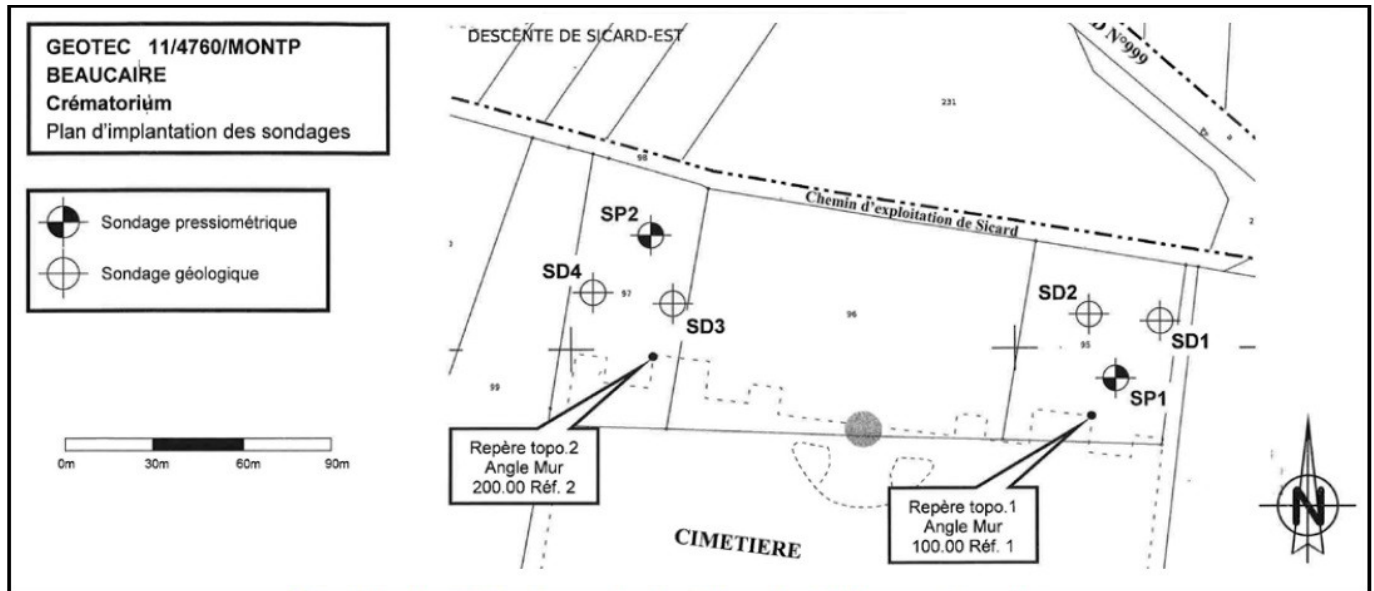 GEOTEC 11/4760/MONTP
BEAUCAIRE
Crématorium
Plan d'implantation des sondages
Sondage pressiométrique
Sondage géologique
0m 30m 60m 90m
DESCENTE DE SICARD-EST
D N°999
231
98
Chemin d'exploitation de Sicard
2
SP2
SD4
97
SD3
96
SD2
SD1
95
SP1
99
Repère topo.2
Angle Mur
200.00 Réf. 2
Repère topo.1
Angle Mur
100.00 Réf. 1
CIMETIERE
N